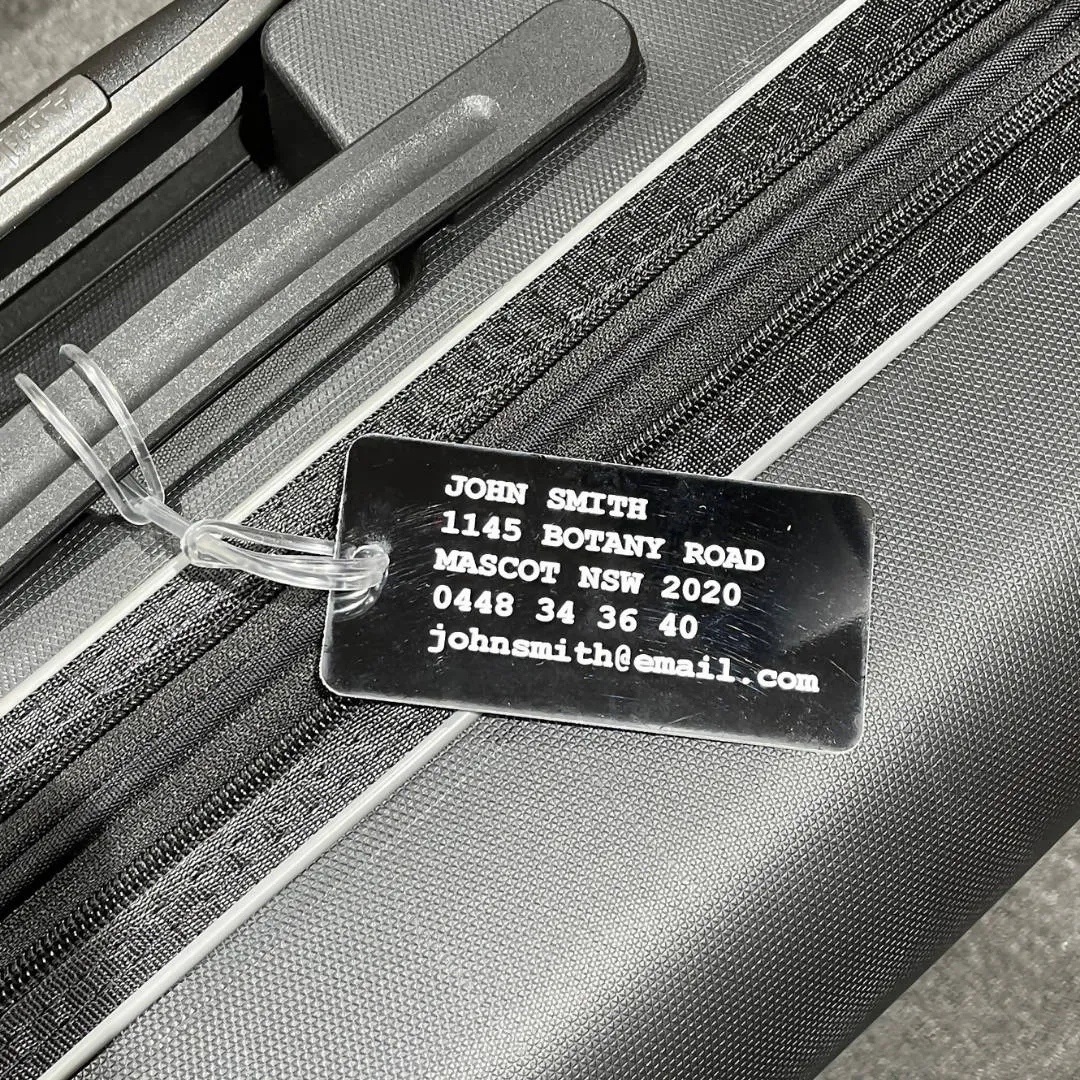 JOHN SMITH
1145 BOTANY ROAD
MASCOT NSW 2020
0448 34 36 40
johnsmith@email.com